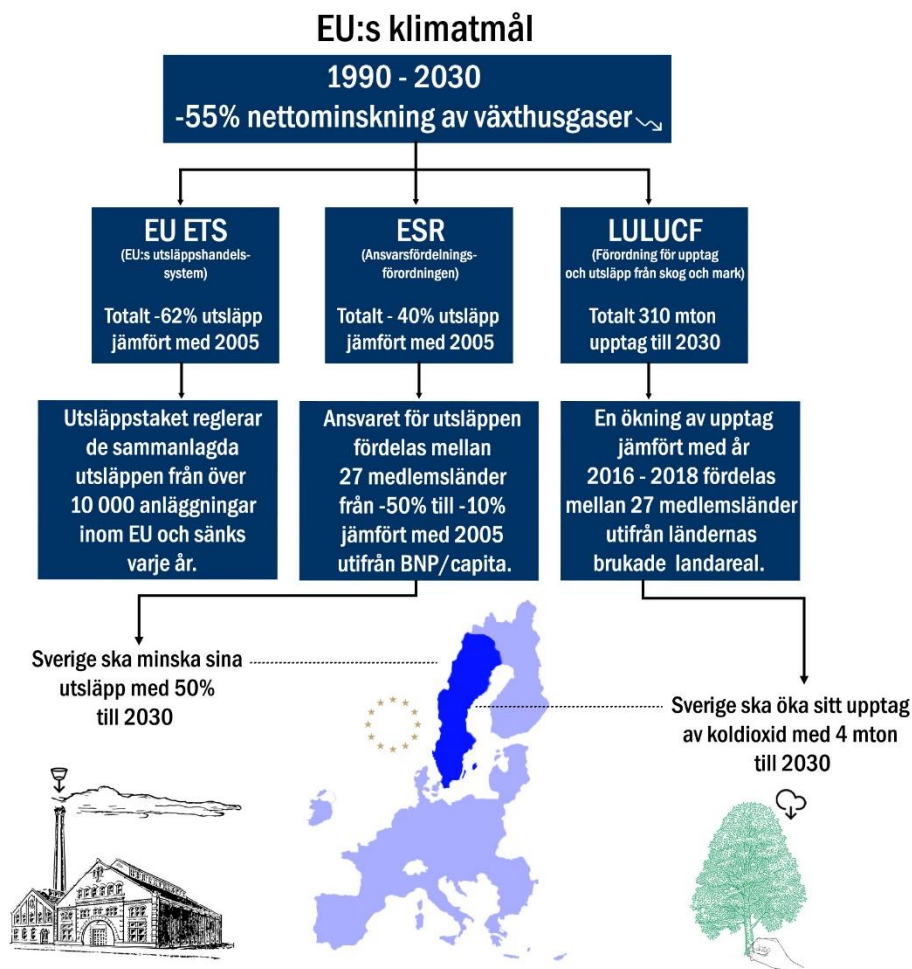 EU:s klimatmål
1990 - 2030
-55% nettominskning av växthusgaser
EU ETS
(EU:s utsläppshandels-
system)
Totalt -62% utsläpp
jämfört med 2005
ESR
(Ansvarsfördelnings-
förordningen)
Totalt - 40% utsläpp
jämfört med 2005
LULUCF
(Förordning för upptag
och utsläpp från skog och mark)
Totalt 310 mton
upptag till 2030
Utsläppstaket reglerar
de sammanlagda
utsläppen från över
10 000 anläggningar
inom EU och sänks
varje år.
Ansvaret för utsläppen
fördelas mellan
27 medlemsländer
från -50% till -10%
jämfört med 2005
utifrån BNP/capita.
En ökning av upptag
jämfört med år
2016 - 2018 fördelas
mellan 27 medlemsländer
utifrån ländernas
brukade landareal.
Sverige ska minska sina
utsläpp med 50%
till 2030
Sverige ska öka sitt upptag
av koldioxid med 4 mton
till 2030